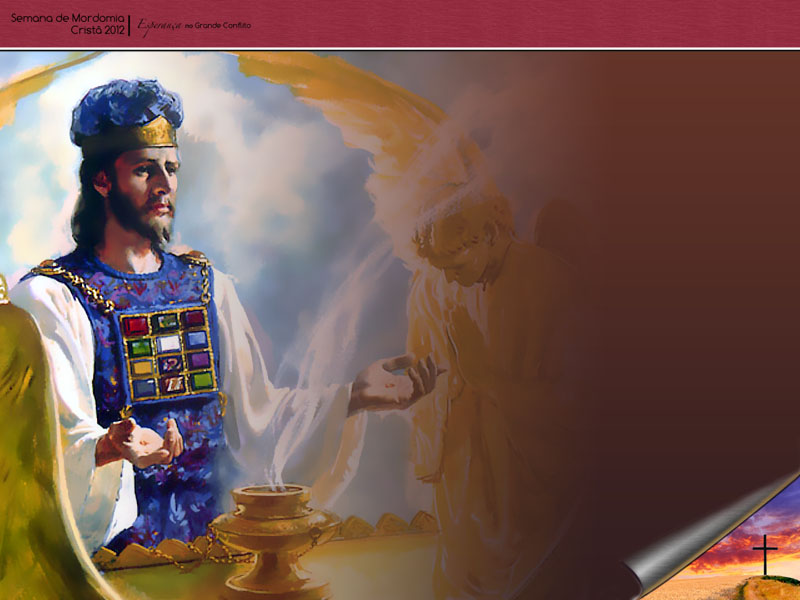 Semana de Mordomia
Cristã 2012
Esperança no Grande Conflito